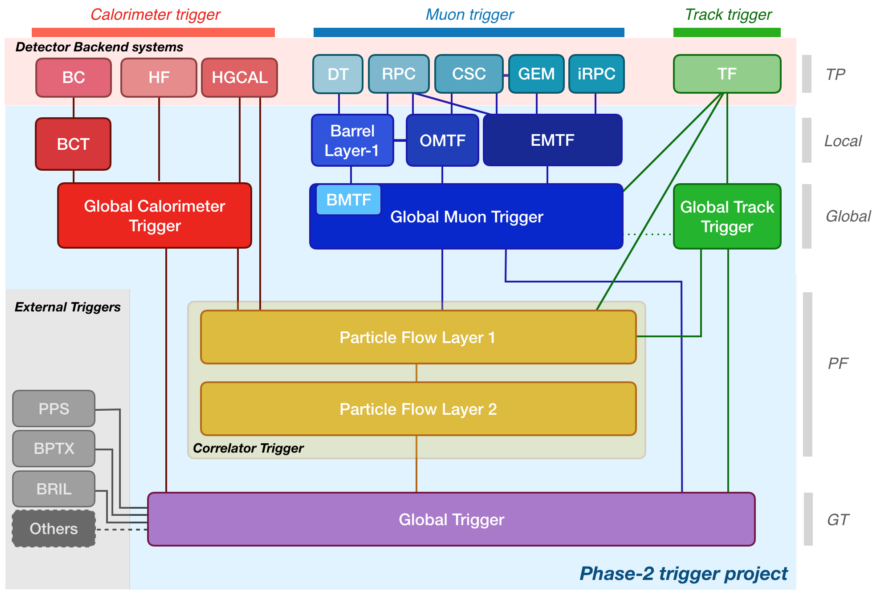 Calorimeter trigger
Muon trigger
Track trigger
Detector Backend systems
BC
HF
HGCAL
DT
RPC
CSC
GEM
iRPC
TF
TP
BCT
Barrel
Layer-1
OMTF
EMTF
Local
Global Calorimeter
Trigger
BMTF
Global Muon Trigger
Global Track
Trigger
Global
External Triggers
Particle Flow Layer 1
PF
Particle Flow Layer 2
Correlator Trigger
PPS
BPTX
BRIL
Others
Global Trigger
GT
Phase-2 trigger project